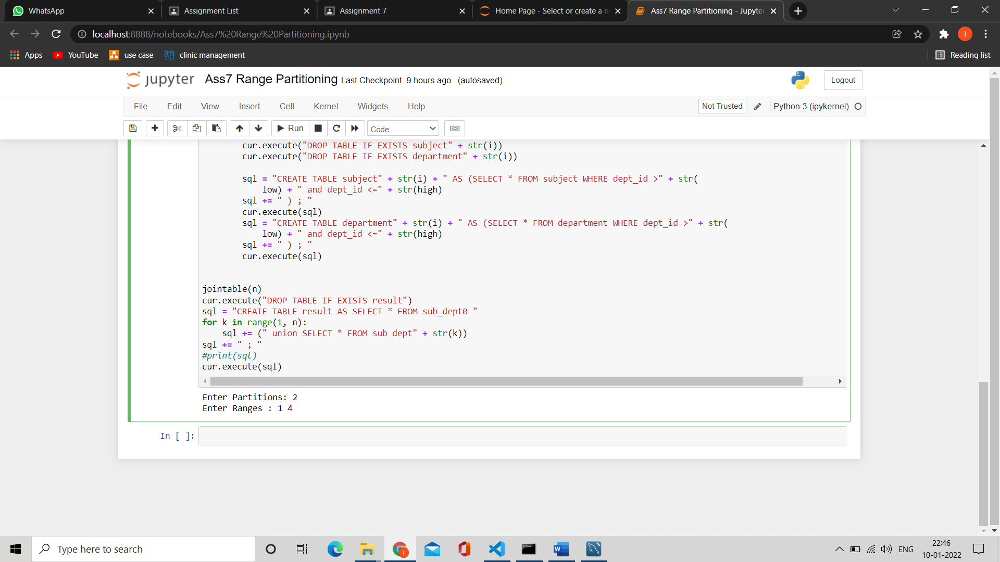 WhatsApp
Assignment List
Assignment 7
Home Page - Select or create a n
Ass7 Range Partitioning - Jupyter
localhost:8888/notebooks/Ass7%20Range%20Partitioning.ipynb
I
Apps
YouTube
use case
clinic management
Reading list
jupyter
Ass7 Range Partitioning Last Checkpoint: 9 hours ago (autosaved)
Logout
File Edit View Insert Cell Kernel Widgets Help
Not Trusted
Python 3 (ipykernel)
Run
Code
cur.execute("DROP TABLE IF EXISTS subject" + str(i))
cur.execute("DROP TABLE IF EXISTS department" + str(i))
sql = "CREATE TABLE subject" + str(i) + " AS (SELECT * FROM subject WHERE dept_id >" + str(
low) + " and dept_id <=" + str(high)
sql += " ) ; "
cur.execute(sql)
sql = "CREATE TABLE department" + str(i) + " AS (SELECT * FROM department WHERE dept_id >" + str(
low) + " and dept_id <=" + str(high)
sql += " ) ; "
cur.execute(sql)
jointable(n)
cur.execute("DROP TABLE IF EXISTS result")
sql = "CREATE TABLE result AS SELECT * FROM sub_dept0 "
for k in range(1, n):
sql += (" union SELECT * FROM sub_dept" + str(k))
sql += " ; "
#print(sql)
cur.execute(sql)
Enter Partitions: 2
Enter Ranges : 1 4
In [ ]:
Type here to search
ENG
22:46
10-01-2022